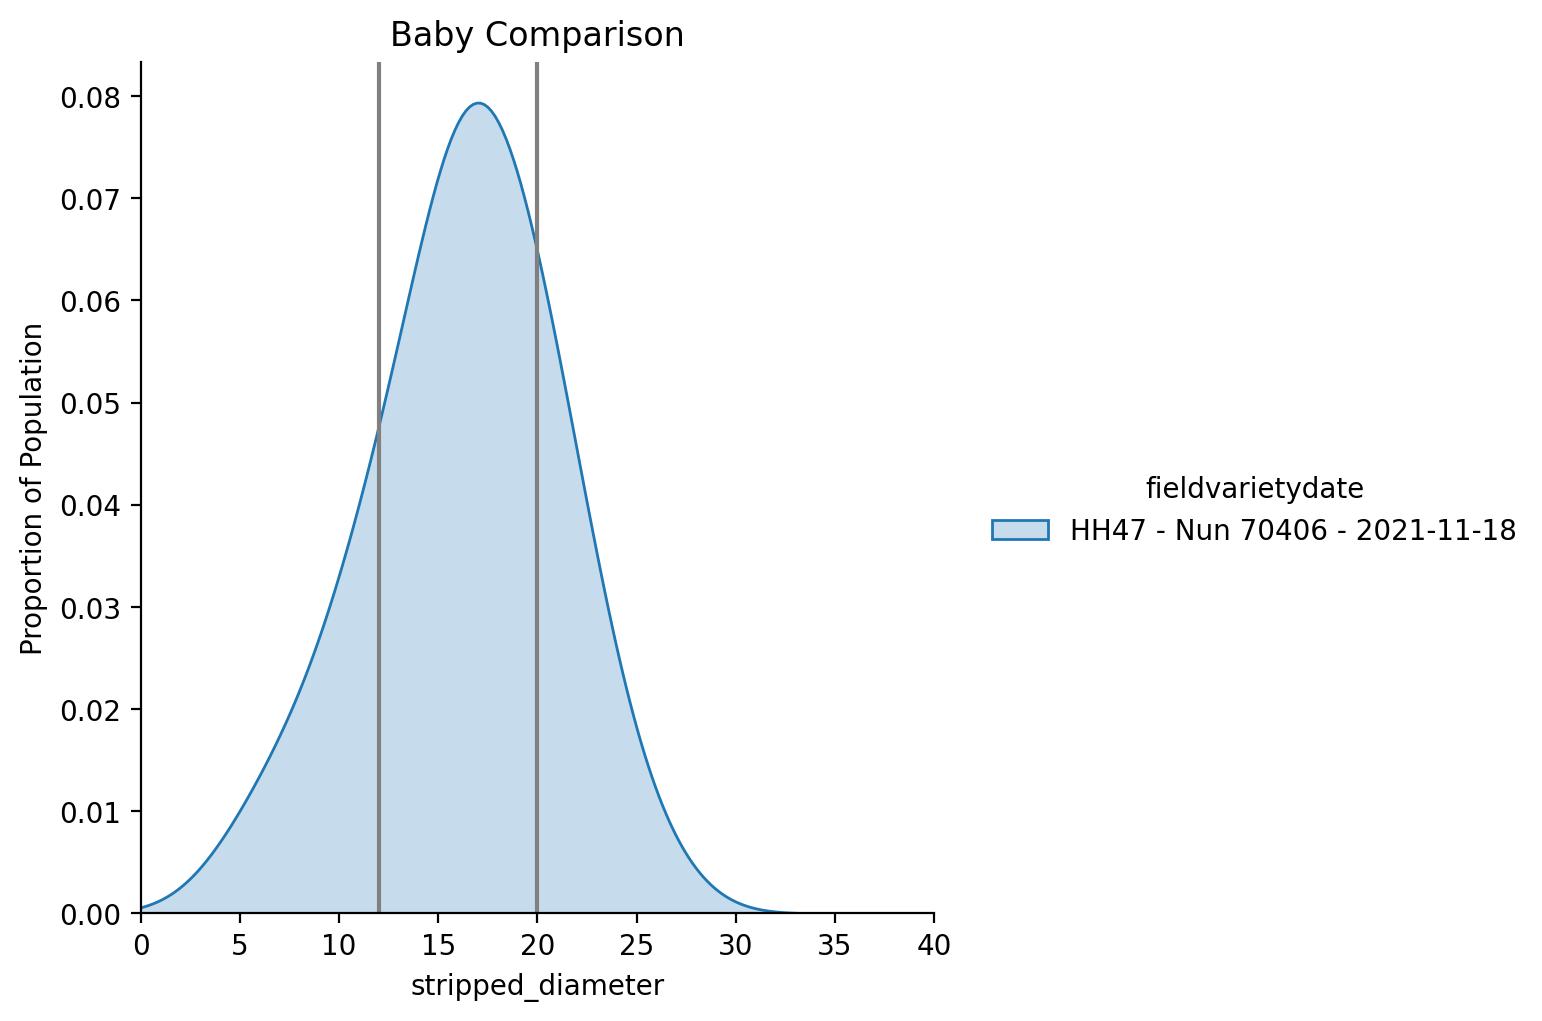 Baby Comparison
0.08
0.07
0.06
0.05
0.04
0.03
0.02
0.01
0.00
Proportion of Population
0 5 10 15 20 25 30 35 40
stripped_diameter
fieldvarietydate
HH47 - Nun 70406 - 2021-11-18